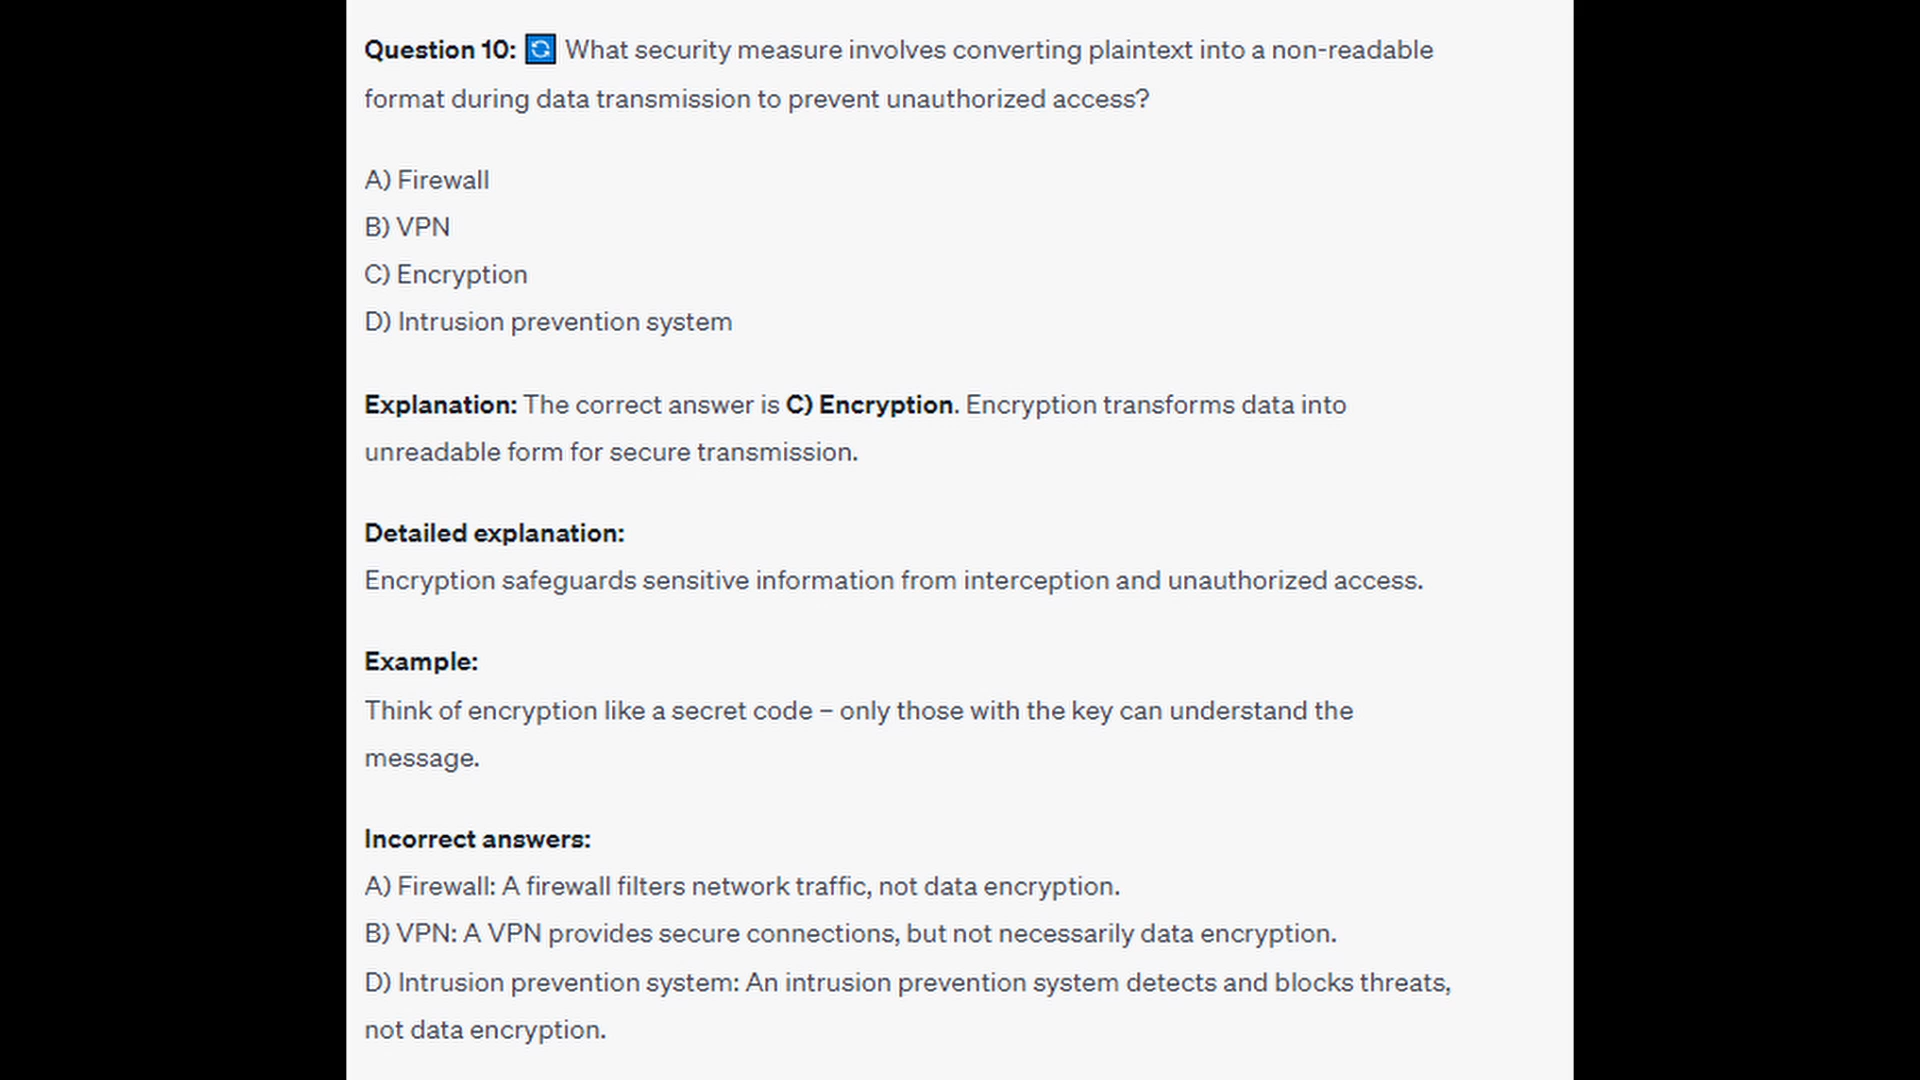 Question 10: 🔄 What security measure involves converting plaintext into a non-readable
format during data transmission to prevent unauthorized access?
A) Firewall
B) VPN
C) Encryption
D) Intrusion prevention system
Explanation: The correct answer is C) Encryption. Encryption transforms data into
unreadable form for secure transmission.
Detailed explanation:
Encryption safeguards sensitive information from interception and unauthorized access.
Example:
Think of encryption like a secret code – only those with the key can understand the
message.
Incorrect answers:
A) Firewall: A firewall filters network traffic, not data encryption.
B) VPN: A VPN provides secure connections, but not necessarily data encryption.
D) Intrusion prevention system: An intrusion prevention system detects and blocks threats,
not data encryption.